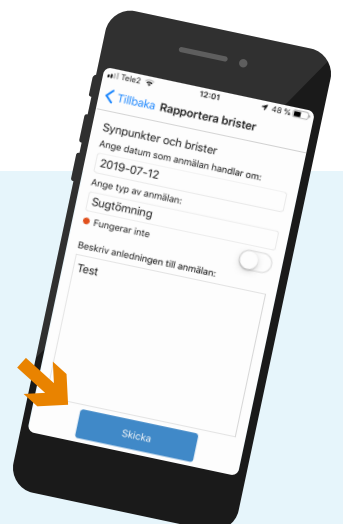 Tele2 12:01 48 %
Tillbaka Rapportera brister
Synpunkter och brister
Ange datum som anmälan handlar om:
2019-07-12
Ange typ av anmälan:
Sugtömning
Fungerar inte
Beskriv anledningen till anmälan:
Test
Skicka